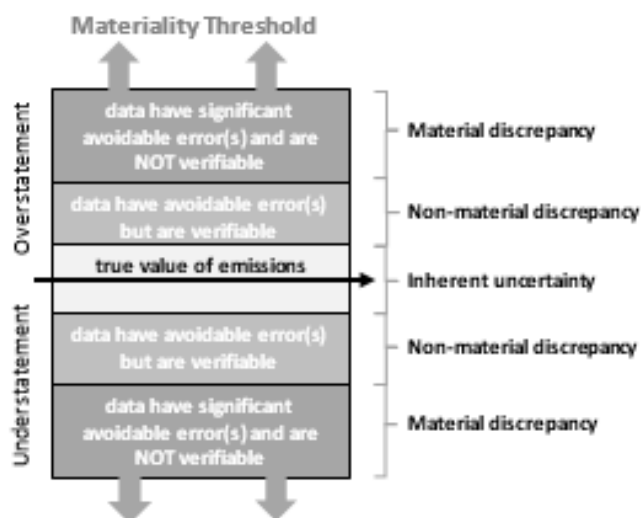 Materiality Threshold
Overstatement
data have significant
avoidable error(s) and are
NOT verifiable
Material discrepancy
data have avoidable error(s)
but are verifiable
Non-material discrepancy
true value of emissions
Inherent uncertainty
Understatement
data have avoidable error(s)
but are verifiable
Non-material discrepancy
data have significant
avoidable error(s) and are
NOT verifiable
Material discrepancy